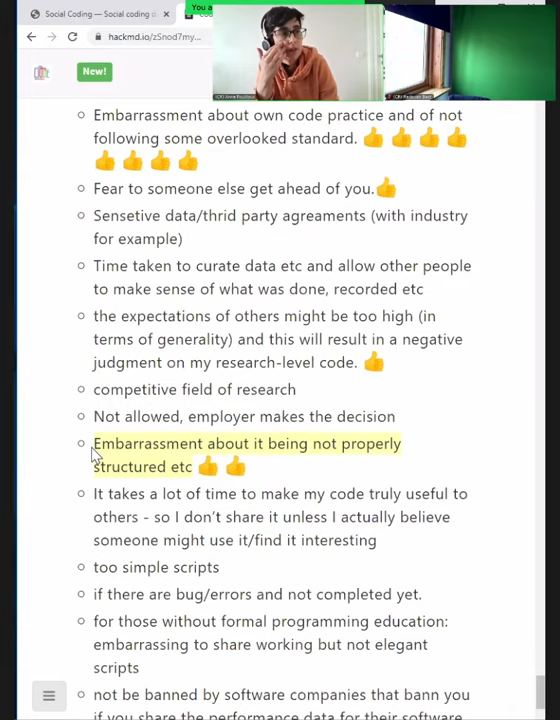 Social Coding — Social coding d
You a
hackmd.io/zSnod7my...
New!
Embarrassment about own code practice and of not
following some overlooked standard.
Fear to someone else get ahead of you.
Sensetive data/thrid party agreaments (with industry
for example)
Time taken to curate data etc and allow other people
to make sense of what was done, recorded etc
the expectations of others might be too high (in
terms of generality) and this will result in a negative
judgment on my research-level code.
competitive field of research
Not allowed, employer makes the decision
Embarrassment about it being not properly
structured etc
It takes a lot of time to make my code truly useful to
others - so I don't share it unless I actually believe
someone might use it/find it interesting
too simple scripts
if there are bug/errors and not completed yet.
for those without formal programming education:
embarrassing to share working but not elegant
scripts
not be banned by software companies that bann you
if you share the performance data for their software